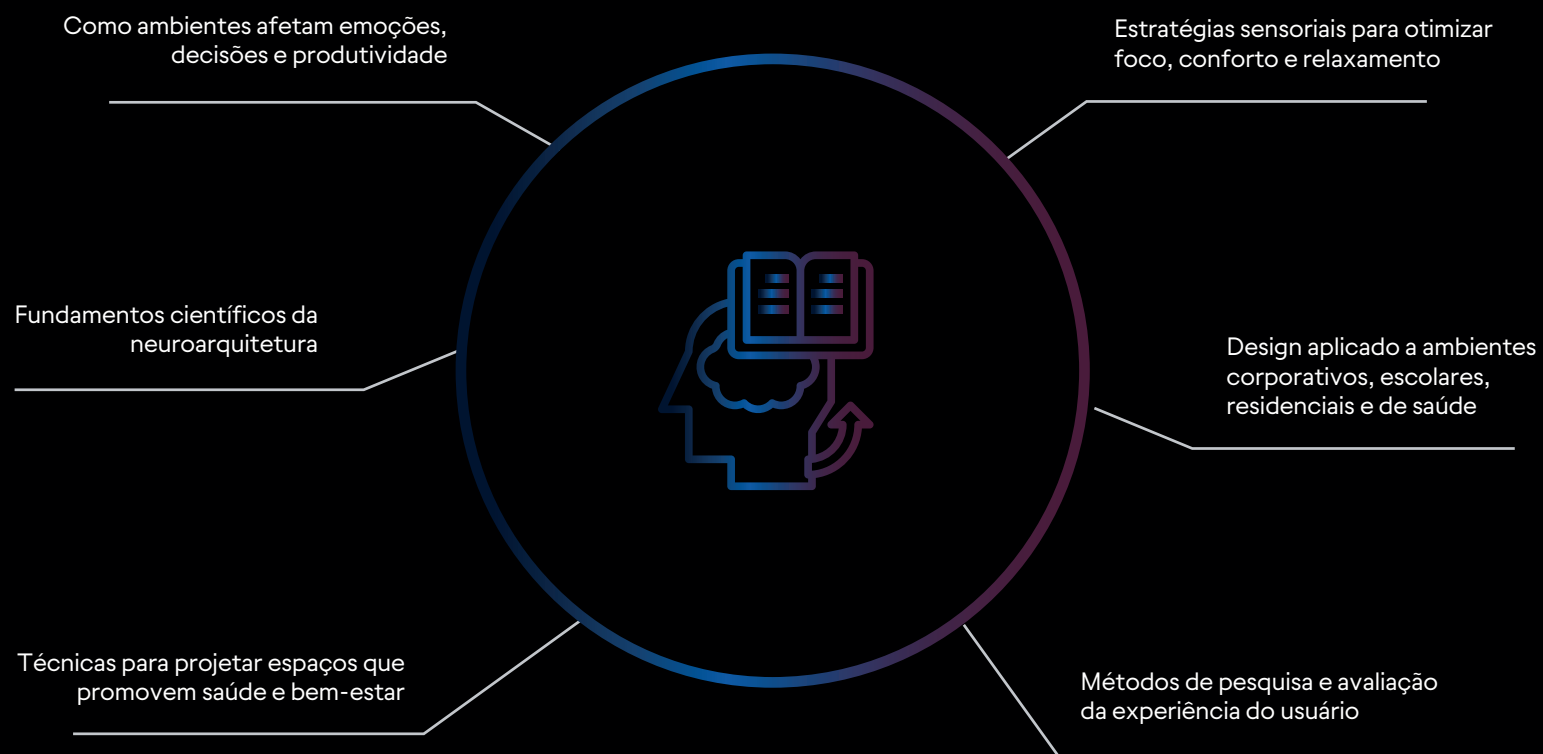 Como ambientes afetam emoções,
decisões e produtividade
Estratégias sensoriais para otimizar
foco, conforto e relaxamento
Fundamentos científicos da
neuroarquitetura
Design aplicado a ambientes
corporativos, escolares,
residenciais e de saúde
Técnicas para projetar espaços que
promovem saúde e bem-estar
Métodos de pesquisa e avaliação
da experiência do usuário